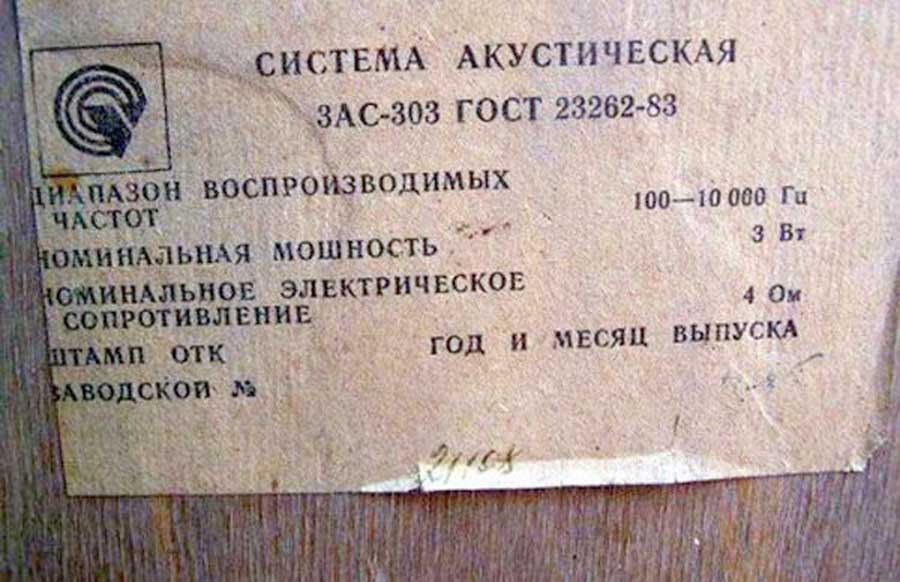 СИСТЕМА АКУСТИЧЕСКАЯ
3АС-303 ГОСТ 23262-83
ДИАПАЗОН ВОСПРОИЗВОДИМЫХ
ЧАСТОТ 100—10 000 Гц
НОМИНАЛЬНАЯ МОЩНОСТЬ 3 Вт
НОМИНАЛЬНОЕ ЭЛЕКТРИЧЕСКОЕ
СОПРОТИВЛЕНИЕ 4 Ом
ШТАМП ОТК ГОД И МЕСЯЦ ВЫПУСКА
ЗАВОДСКОЙ №